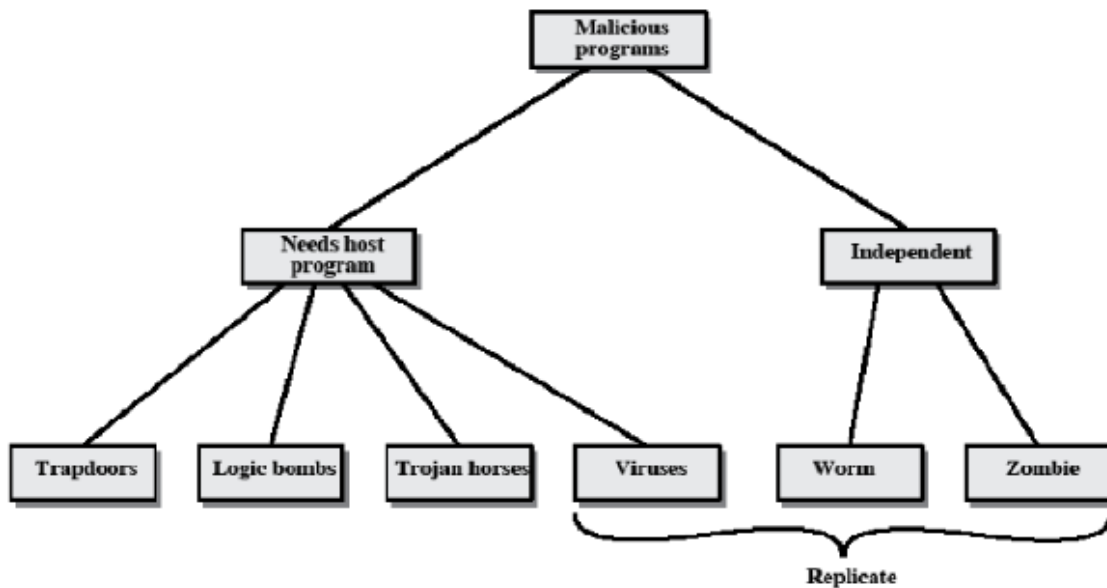 Malicious
programs
Needs host
program
Independent
Trapdoors
Logic bombs
Trojan horses
Viruses
Worm
Zombie
Replicate